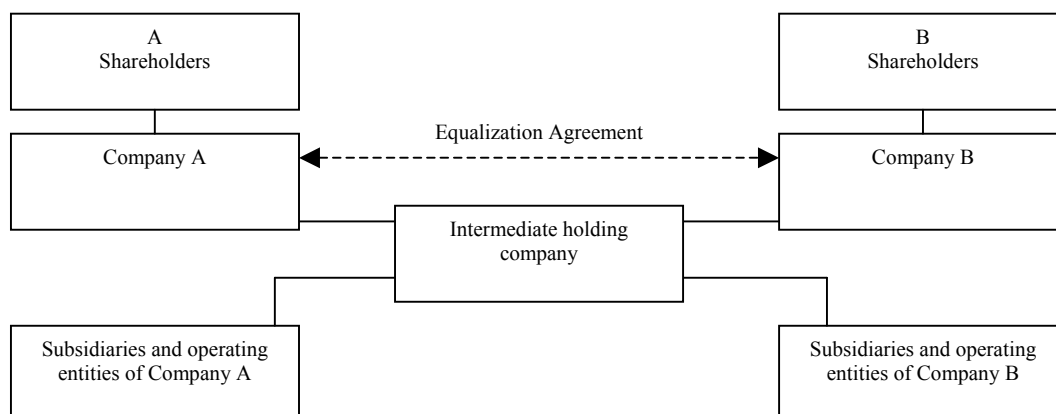 A
Shareholders
B
Shareholders
Equalization Agreement
Company A
Company B
Intermediate holding
company
Subsidiaries and operating
entities of Company A
Subsidiaries and operating
entities of Company B